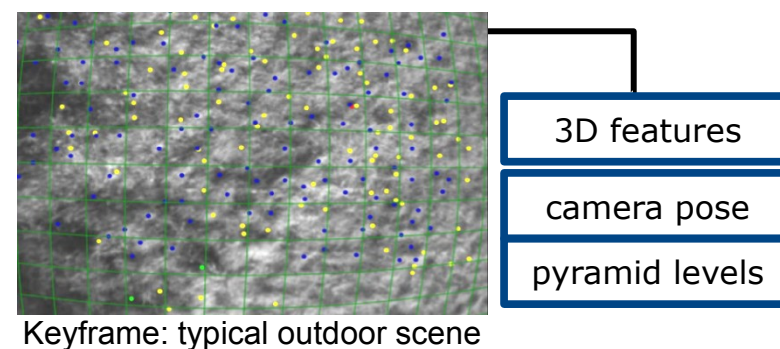 3D features
camera pose
pyramid levels
Keyframe: typical outdoor scene